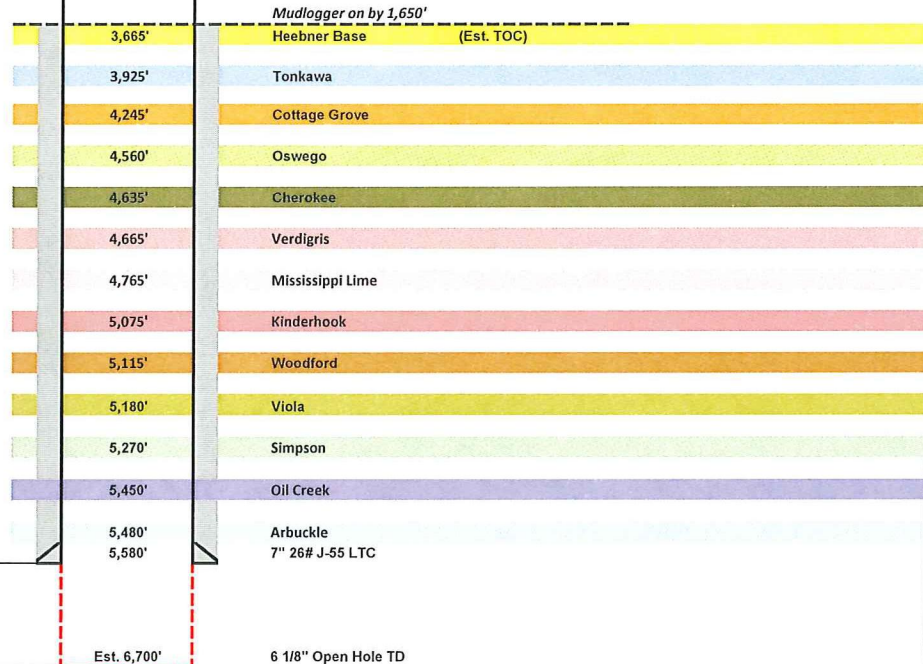 Mudlogger on by 1,650'
3,665' Heebner Base (Est. TOC)
3,925' Tonkawa
4,245' Cottage Grove
4,560' Oswego
4,635' Cherokee
4,665' Verdigris
4,765' Mississippi Lime
5,075' Kinderhook
5,115' Woodford
5,180' Viola
5,270' Simpson
5,450' Oil Creek
5,480' Arbuckle
5,580' 7" 26# J-55 LTC
Est. 6,700' 6 1/8" Open Hole TD